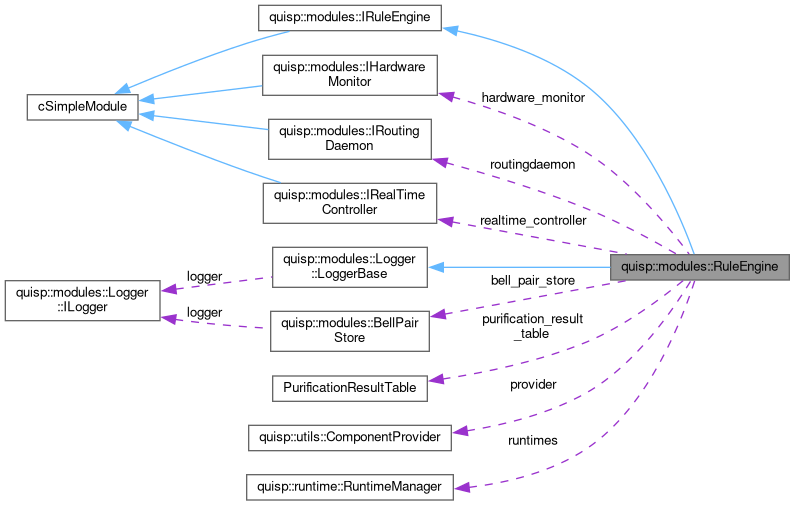 quisp::modules::IRuleEngine
quisp::modules::IHardware
Monitor
hardware_monitor
cSimpleModule
quisp::modules::IRouting
Daemon
routingdaemon
quisp::modules::IRealTime
Controller
realtime_controller
quisp::modules::RuleEngine
quisp::modules::Logger
::LoggerBase
logger
bell_pair_store
quisp::modules::Logger
::ILogger
logger
quisp::modules::BellPair
Store
purification_result
_table
PurificationResultTable
provider
quisp::utils::ComponentProvider
runtimes
quisp::runtime::RuntimeManager